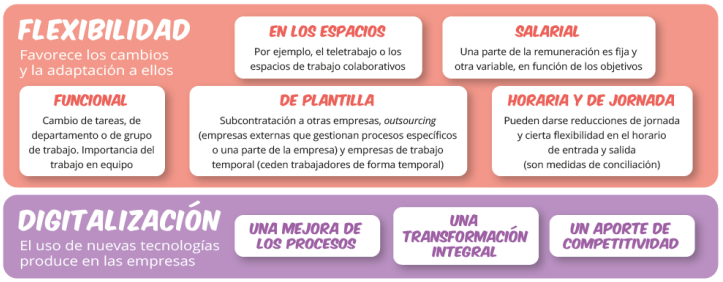 FLEXIBILIDAD
Favorece los cambios
y la adaptación a ellos
EN LOS ESPACIOS
Por ejemplo, el teletrabajo o los
espacios de trabajo colaborativos
SALARIAL
Una parte de la remuneración es fija y
otra variable, en función de los objetivos
FUNCIONAL
Cambio de tareas, de
departamento o de grupo
de trabajo. Importancia del
trabajo en equipo
DE PLANTILLA
Subcontratación a otras empresas, outsourcing
(empresas externas que gestionan procesos específicos
o una parte de la empresa) y empresas de trabajo
temporal (ceden trabajadores de forma temporal)
HORARIA Y DE JORNADA
Pueden darse reducciones de jornada
y cierta flexibilidad en el horario
de entrada y salida
(son medidas de conciliación)
DIGITALIZACIÓN
El uso de nuevas tecnologías
produce en las empresas
UNA MEJORA DE
LOS PROCESOS
UNA
TRANSFORMACIÓN
INTEGRAL
UN APORTE DE
COMPETITIVIDAD